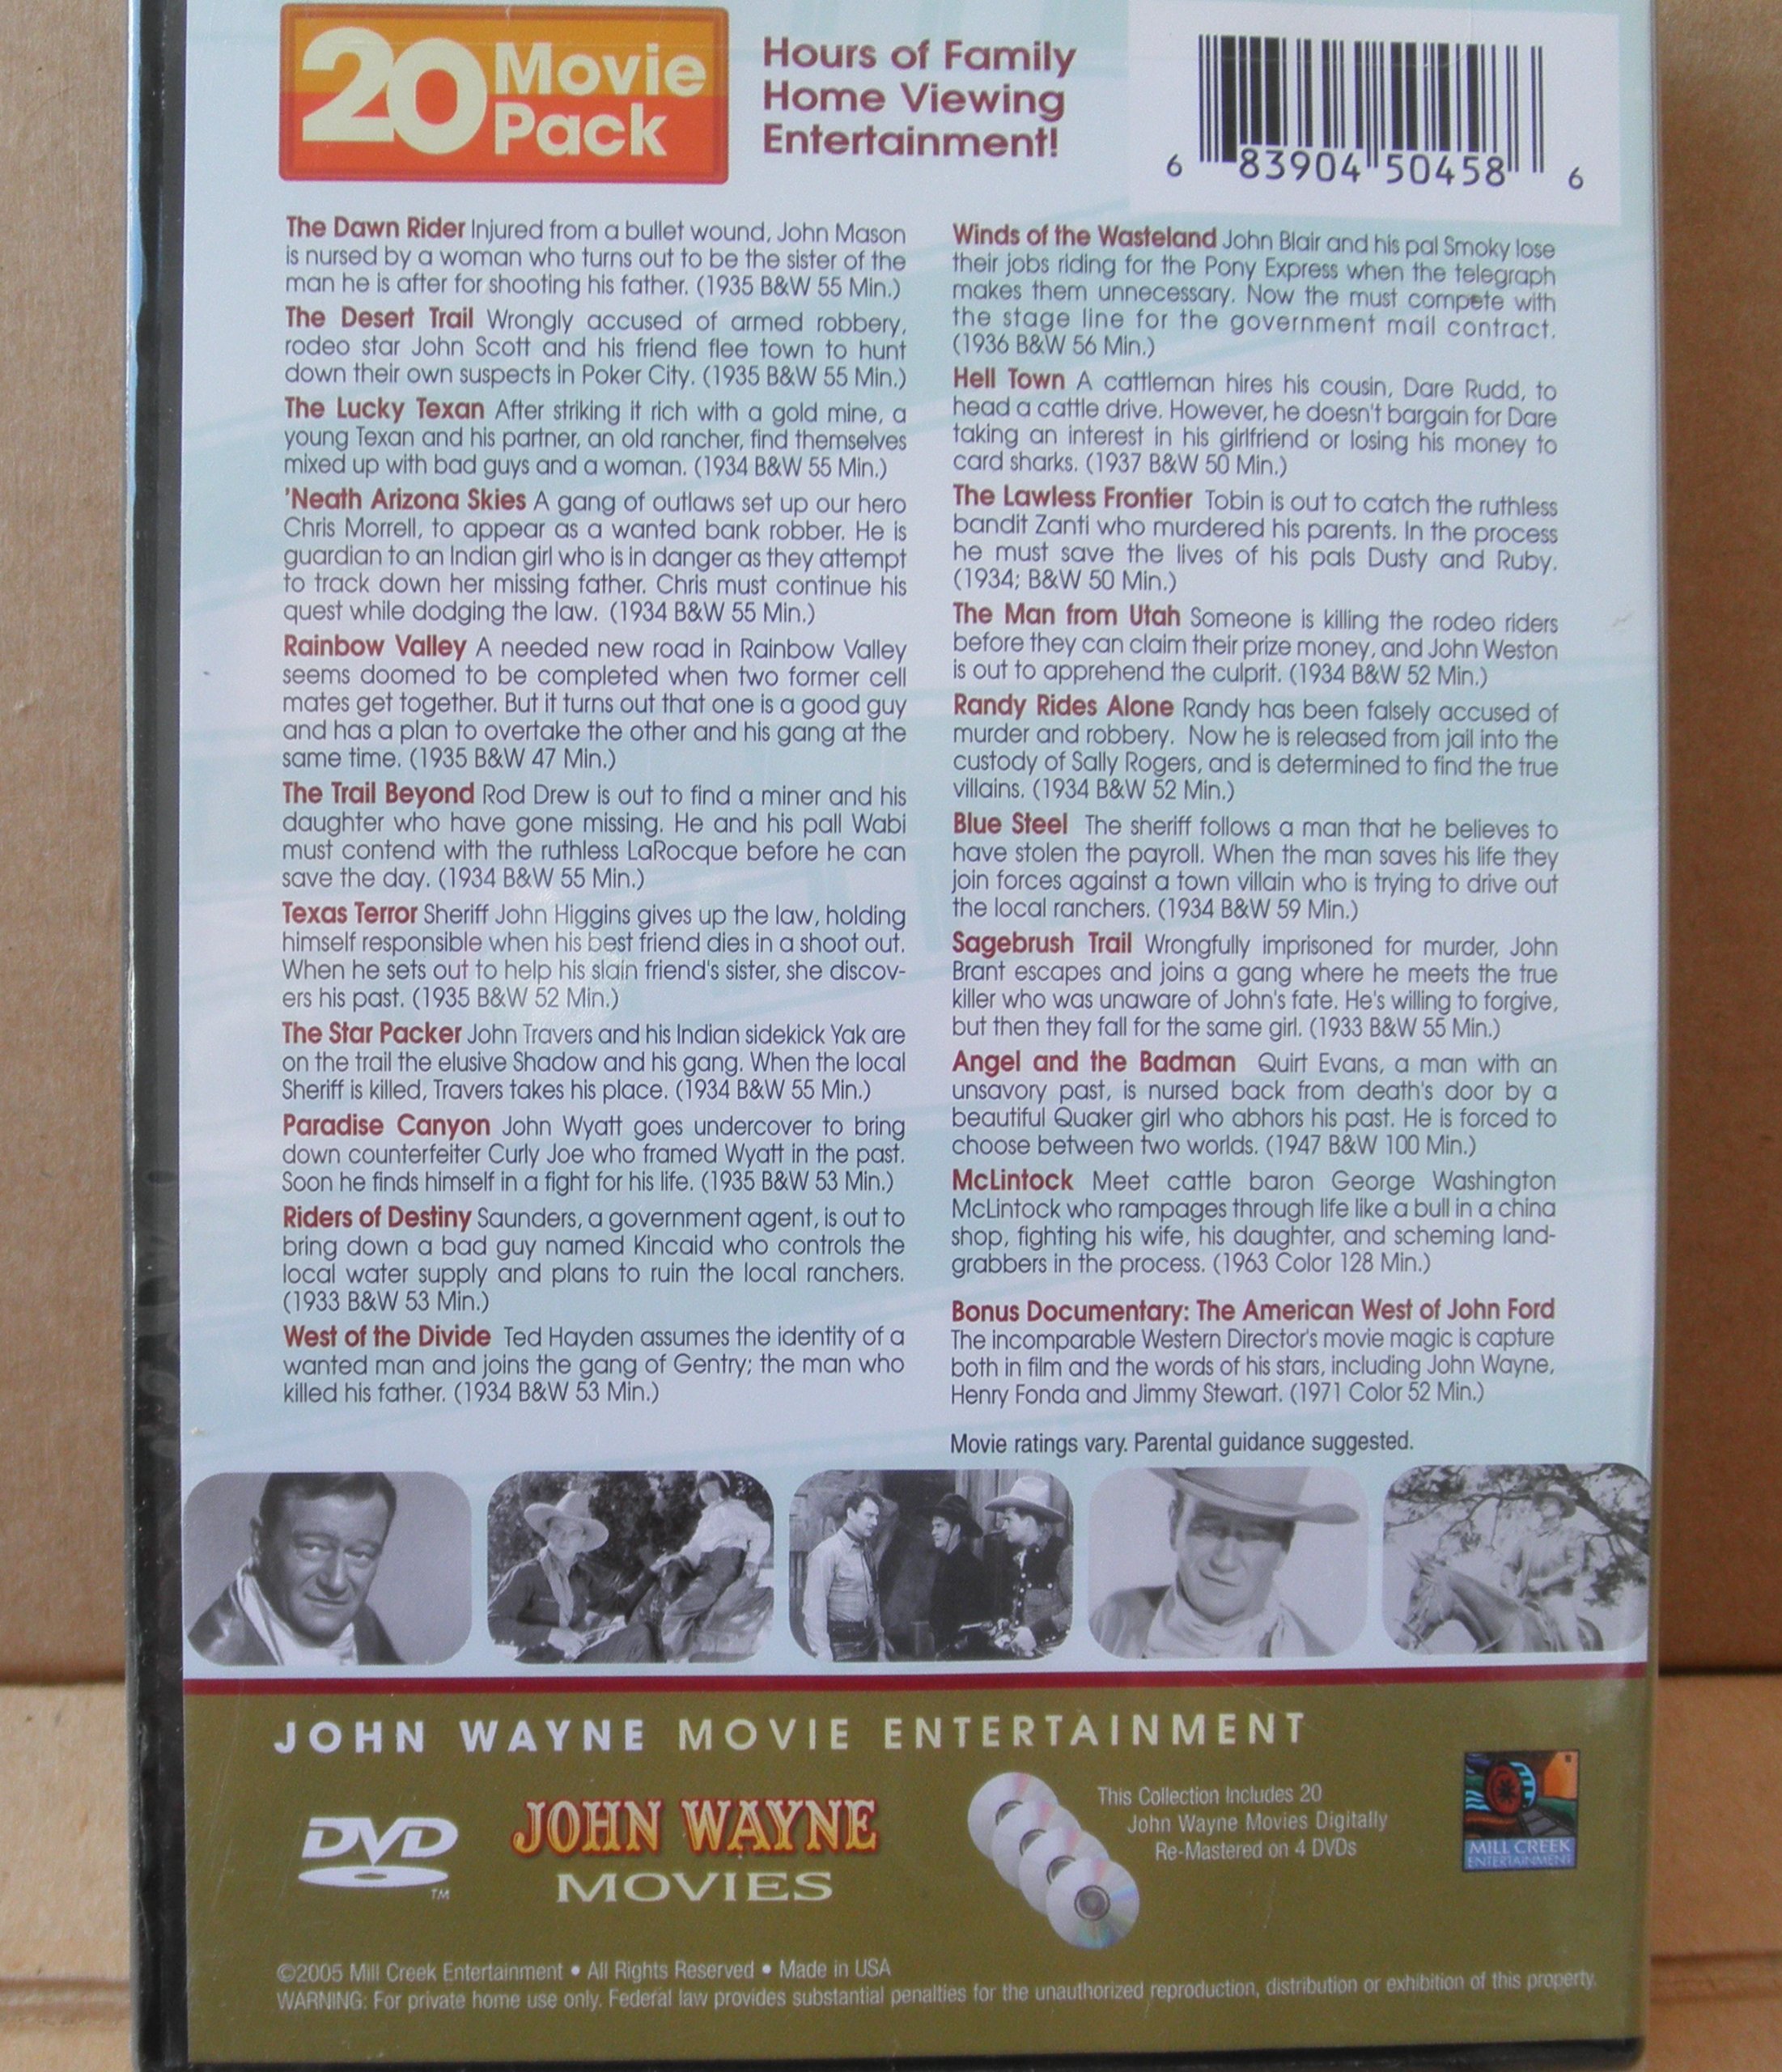 20 Movie
Pack
Hours of Family
Home Viewing
Entertainment!
6 83904 50458 6
The Dawn Rider Injured from a bullet wound, John Mason
is nursed by a woman who turns out to be the sister of the
man he is after for shooting his father. (1935 B&W 55 Min.)
The Desert Trail Wrongly accused of armed robbery,
rodeo star John Scott and his friend flee town to hunt
down their own suspects in Poker City. (1935 B&W 55 Min.)
The Lucky Texan After striking it rich with a gold mine, a
young Texan and his partner, an old rancher, find themselves
mixed up with bad guys and a woman. (1934 B&W 55 Min.)
'Neath Arizona Skies A gang of outlaws set up our hero
Chris Morrell, to appear as a wanted bank robber. He is
guardian to an Indian girl who is in danger as they attempt
to track down her missing father. Chris must continue his
quest while dodging the law. (1934 B&W 55 Min.)
Rainbow Valley A needed new road in Rainbow Valley
seems doomed to be completed when two former cell
mates get together. But it turns out that one is a good guy
and has a plan to overtake the other and his gang at the
same time. (1935 B&W 47 Min.)
The Trail Beyond Rod Drew is out to find a miner and his
daughter who have gone missing. He and his pall Wabi
must contend with the ruthless LaRocque before he can
save the day. (1934 B&W 55 Min.)
Texas Terror Sheriff John Higgins gives up the law, holding
himself responsible when his best friend dies in a shoot out.
When he sets out to help his slain friend's sister, she discov-
ers his past. (1935 B&W 52 Min.)
The Star Packer John Travers and his Indian sidekick Yak are
on the trail the elusive Shadow and his gang. When the local
Sheriff is killed, Travers takes his place. (1934 B&W 55 Min.)
Paradise Canyon John Wyatt goes undercover to bring
down counterfeiter Curly Joe who framed Wyatt in the past.
Soon he finds himself in a fight for his life. (1935 B&W 53 Min.)
Riders of Destiny Saunders, a government agent, is out to
bring down a bad guy named Kincaid who controls the
local water supply and plans to ruin the local ranchers.
(1933 B&W 53 Min.)
West of the Divide Ted Hayden assumes the identity of a
wanted man and joins the gang of Gentry; the man who
killed his father. (1934 B&W 53 Min.)
Winds of the Wasteland John Blair and his pal Smoky lose
their jobs riding for the Pony Express when the telegraph
makes them unnecessary. Now the must compete with
the stage line for the government mail contract.
(1936 B&W 56 Min.)
Hell Town A cattleman hires his cousin, Dare Rudd, to
head a cattle drive. However, he doesn't bargain for Dare
taking an interest in his girlfriend or losing his money to
card sharks. (1937 B&W 50 Min.)
The Lawless Frontier Tobin is out to catch the ruthless
bandit Zanti who murdered his parents. In the process
he must save the lives of his pals Dusty and Ruby.
(1934; B&W 50 Min.)
The Man from Utah Someone is killing the rodeo riders
before they can claim their prize money, and John Weston
is out to apprehend the culprit. (1934 B&W 52 Min.)
Randy Rides Alone Randy has been falsely accused of
murder and robbery. Now he is released from jail into the
custody of Sally Rogers, and is determined to find the true
villains. (1934 B&W 52 Min.)
Blue Steel The sheriff follows a man that he believes to
have stolen the payroll. When the man saves his life they
join forces against a town villain who is trying to drive out
the local ranchers. (1934 B&W 59 Min.)
Sagebrush Trail Wrongfully imprisoned for murder, John
Brant escapes and joins a gang where he meets the true
killer who was unaware of John's fate. He's willing to forgive,
but then they fall for the same girl. (1933 B&W 55 Min.)
Angel and the Badman Quirt Evans, a man with an
unsavory past, is nursed back from death's door by a
beautiful Quaker girl who abhors his past. He is forced to
choose between two worlds. (1947 B&W 100 Min.)
McLintock Meet cattle baron George Washington
McLintock who rampages through life like a bull in a china
shop, fighting his wife, his daughter, and scheming land-
grabbers in the process. (1963 Color 128 Min.)
Bonus Documentary: The American West of John Ford
The incomparable Western Director's movie magic is capture
both in film and the words of his stars, including John Wayne,
Henry Fonda and Jimmy Stewart. (1971 Color 52 Min.)
Movie ratings vary. Parental guidance suggested.
JOHN WAYNE MOVIE ENTERTAINMENT
DVD
TM
JOHN WAYNE
MOVIES
This Collection Includes 20
John Wayne Movies Digitally
Re-Mastered on 4 DVDs
MILL CREEK
ENTERTAINMENT
©2005 Mill Creek Entertainment • All Rights Reserved • Made in USA
WARNING: For private home use only. Federal law provides substantial penalties for the unauthorized reproduction, distribution or exhibition of this property.